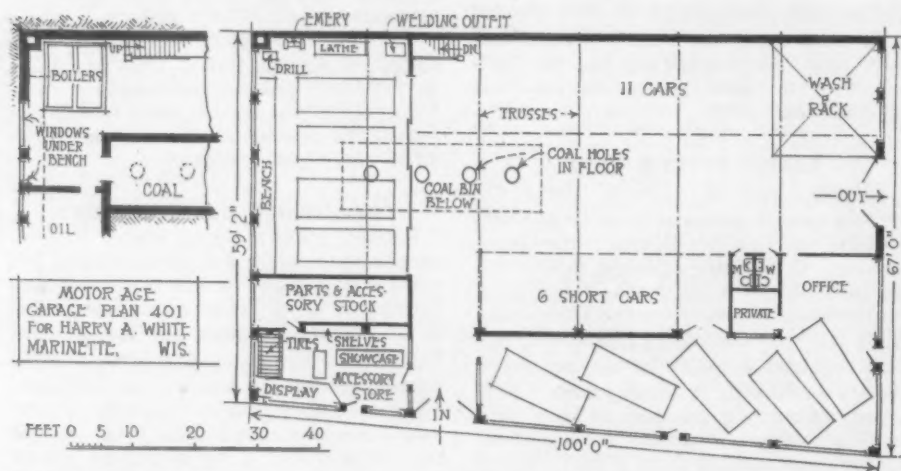 EMERY
WELDING OUTFIT
UP
LATHE
DN.
DRILL
BOILERS
11 CARS
WASH
RACK
TRUSSES
WINDOWS
UNDER
BENCH
COAL HOLES
IN FLOOR
COAL
BENCH
COAL BIN
BELOW
OUT
OIL
59' 2"
67' 0"
M
W
OFFICE
MOTOR AGE
GARAGE PLAN 401
FOR HARRY A. WHITE
MARINETTE, WIS.
PARTS & ACCES-
SORY STOCK
6 SHORT CARS
PRIVATE
TIRES
SHELVES
SHOWCASE
ACCESSORY
STORE
DISPLAY
IN
FEET 0 5 10 20 30 40
100' 0"